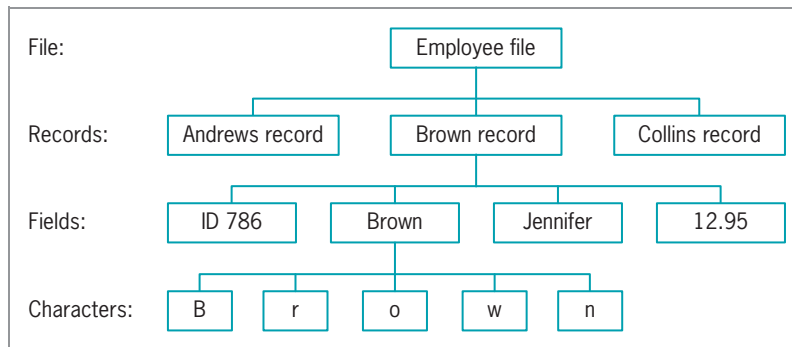 File: Employee file
Records: Andrews record Brown record Collins record
Fields: ID 786 Brown Jennifer 12.95
Characters: B r o w n